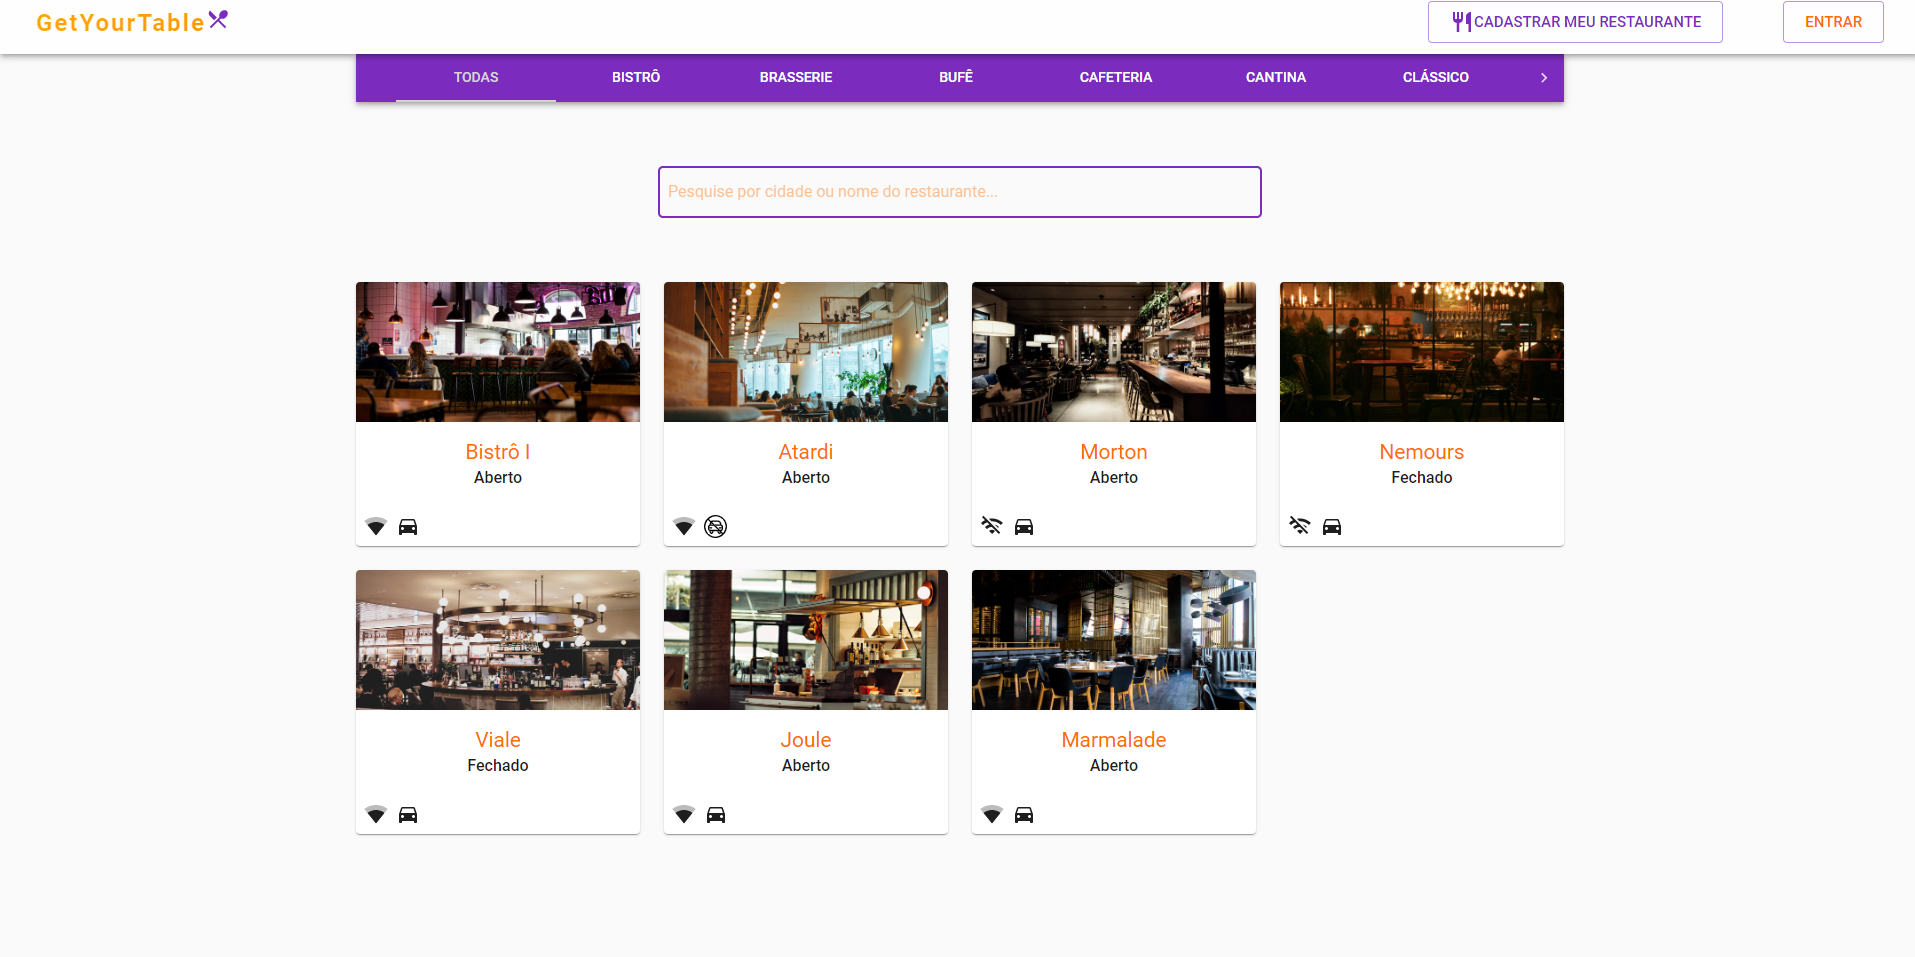 GetYourTable
CADASTRAR MEU RESTAURANTE
ENTRAR
TODAS
BISTRÔ
BRASSERIE
BUFÊ
CAFETERIA
CANTINA
CLÁSSICO
Pesquise por cidade ou nome do restaurante...
Bistrô I
Aberto
Atardi
Aberto
Morton
Aberto
Nemours
Fechado
Viale
Fechado
Joule
Aberto
Marmalade
Aberto